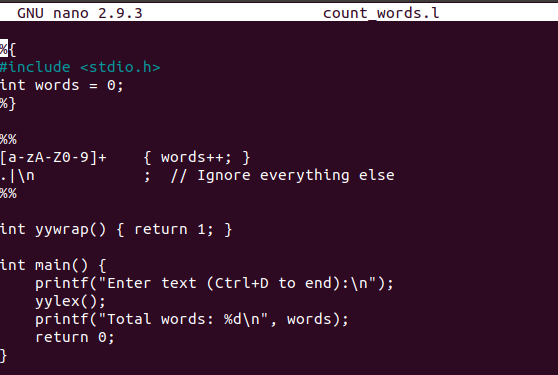 GNU nano 2.9.3 count_words.l
%{
#include <stdio.h>
int words = 0;
%}
%%
[a-zA-Z0-9]+    { words++; }
.|\n            ;  // Ignore everything else
%%
int yywrap() { return 1; }
int main() {
    printf("Enter text (Ctrl+D to end):\n");
    yylex();
    printf("Total words: %d\n", words);
    return 0;
}